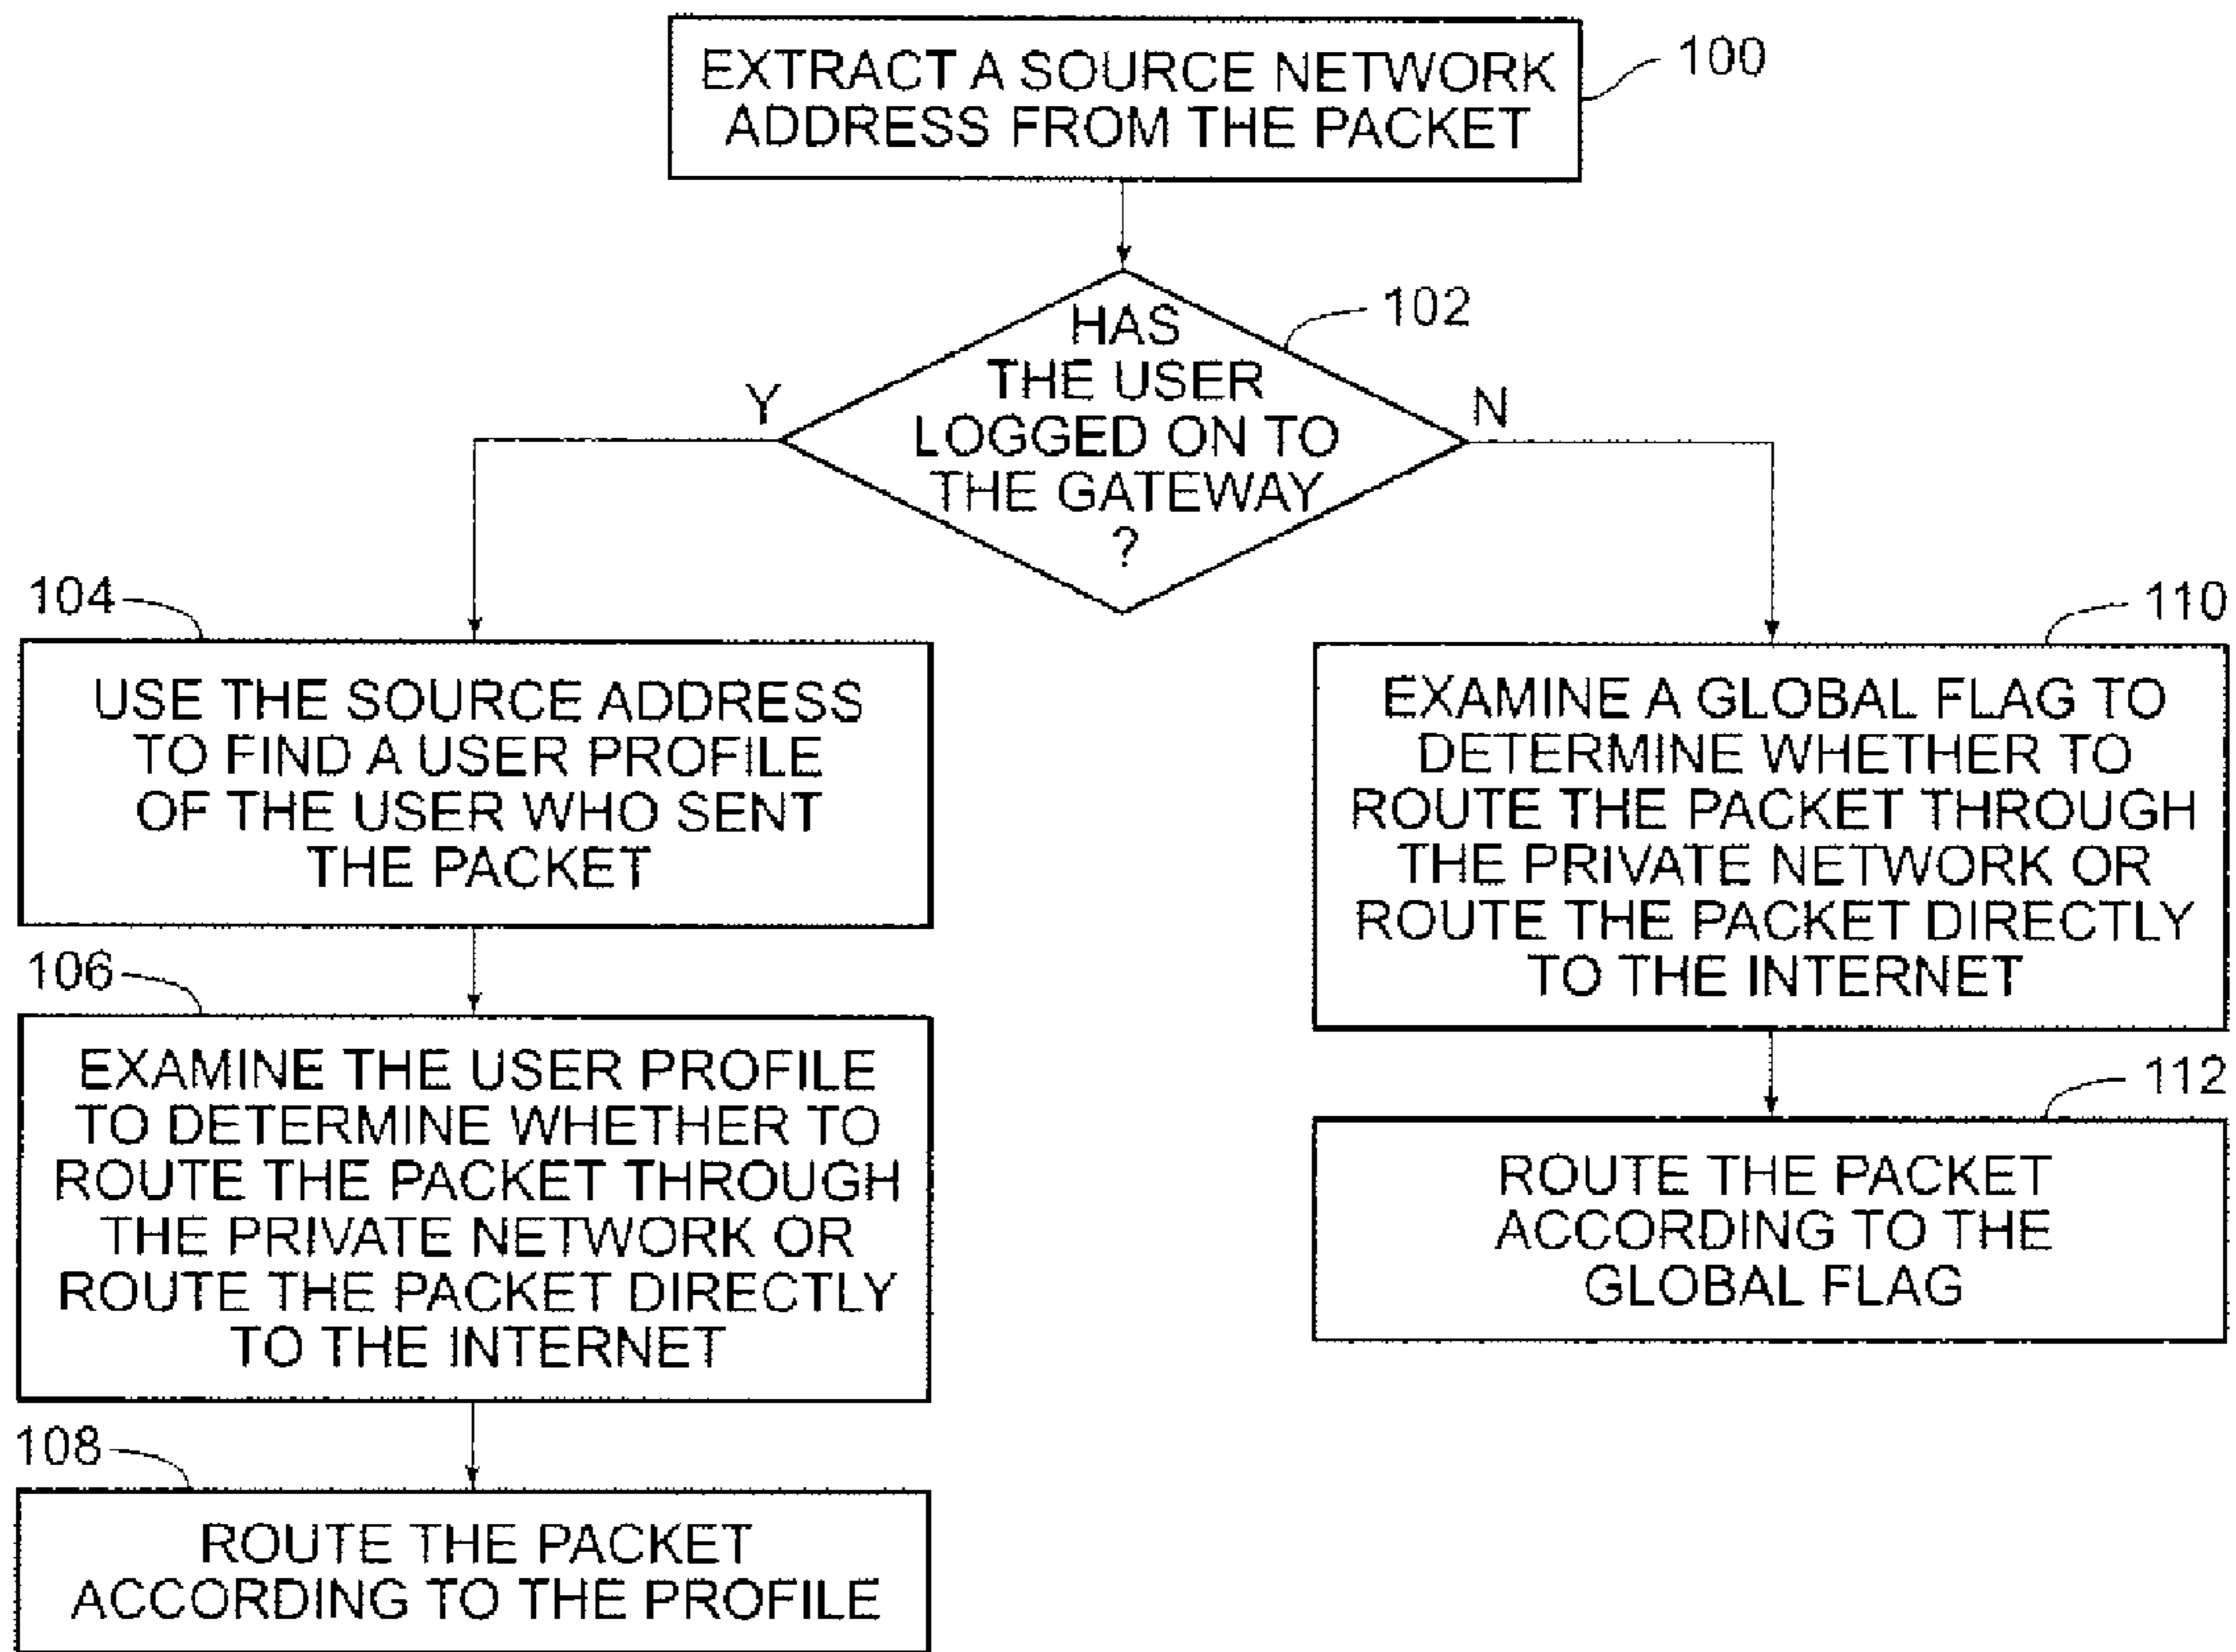 EXTRACT A SOURCE NETWORK
ADDRESS FROM THE PACKET
100
HAS
THE USER
LOGGED ON TO
THE GATEWAY
?
102
Y
N
104
USE THE SOURCE ADDRESS
TO FIND A USER PROFILE
OF THE USER WHO SENT
THE PACKET
106
EXAMINE THE USER PROFILE
TO DETERMINE WHETHER TO
ROUTE THE PACKET THROUGH
THE PRIVATE NETWORK OR
ROUTE THE PACKET DIRECTLY
TO THE INTERNET
108
ROUTE THE PACKET
ACCORDING TO THE PROFILE
110
EXAMINE A GLOBAL FLAG TO
DETERMINE WHETHER TO
ROUTE THE PACKET THROUGH
THE PRIVATE NETWORK OR
ROUTE THE PACKET DIRECTLY
TO THE INTERNET
112
ROUTE THE PACKET
ACCORDING TO THE
GLOBAL FLAG